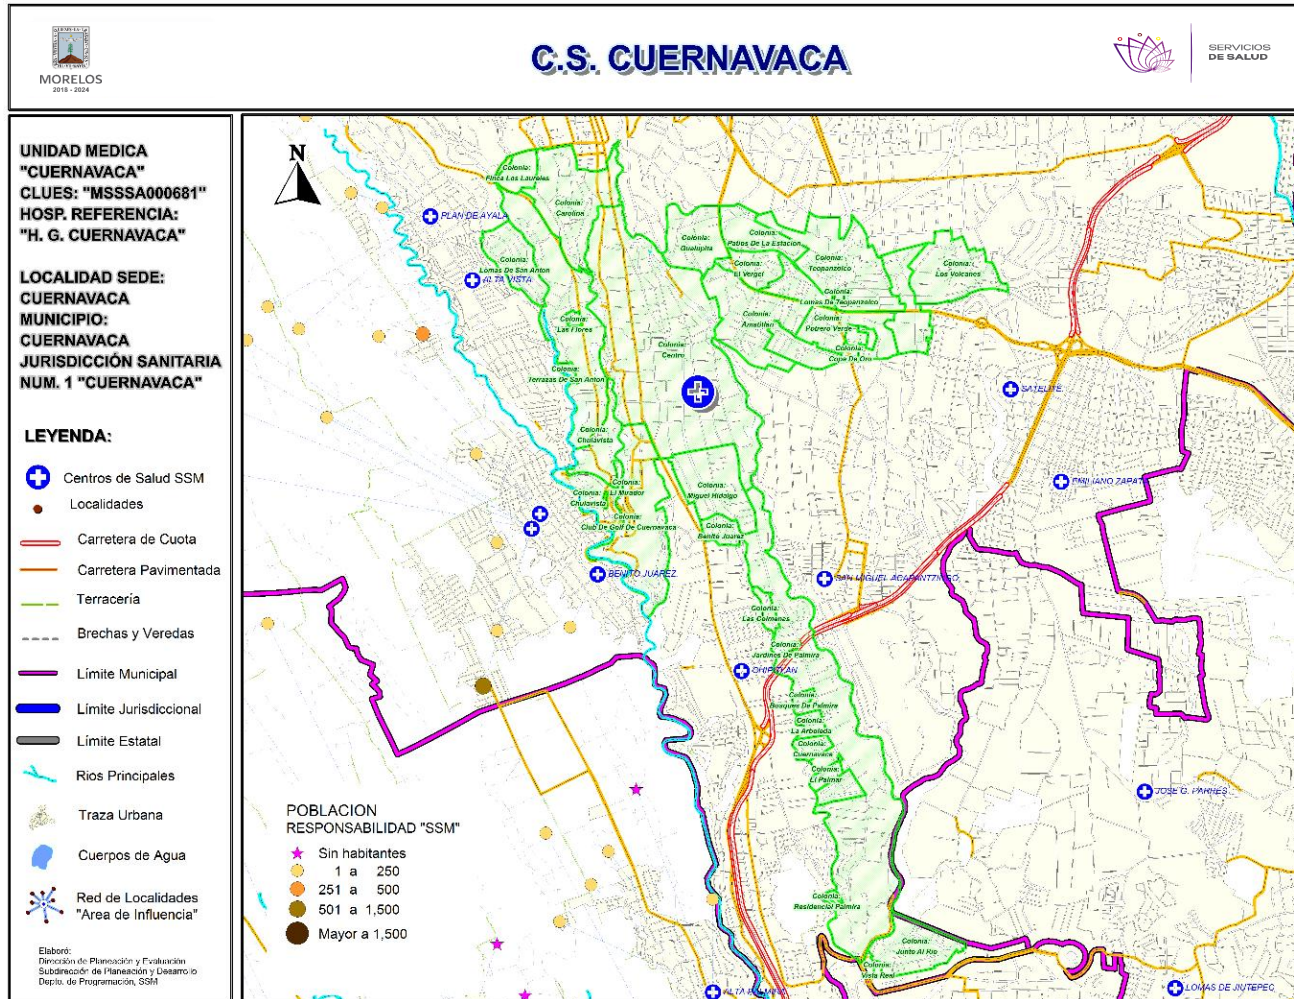 MORELOS
2018 - 2024
C.S. CUERNAVACA
SERVICIOS
DE SALUD
UNIDAD MEDICA
"CUERNAVACA"
CLUES: "MSSSA000681"
HOSP. REFERENCIA:
"H. G. CUERNAVACA"
LOCALIDAD SEDE:
CUERNAVACA
MUNICIPIO:
CUERNAVACA
JURISDICCIÓN SANITARIA
NUM. 1 "CUERNAVACA"
LEYENDA:
Centros de Salud SSM
Localidades
Carretera de Cuota
Carretera Pavimentada
Terracería
Brechas y Veredas
Límite Municipal
Límite Jurisdiccional
Límite Estatal
Rios Principales
Traza Urbana
Cuerpos de Agua
Red de Localidades
"Area de Influencia"
Elaboró:
Dirección de Planeación y Evaluación
Subdirección de Planeación y Desarrollo
Depto. de Programación, SSM
N
Colonia:
Finca Los Laureles
Colonia:
Carolina
PLAN DE AYALA
Colonia:
Lomas De San Anton
ALTA VISTA
Colonia:
Gualupita
Colonia:
Patios De La Estacion
Colonia:
El Vergel
Colonia:
Teopanzolco
Colonia:
Los Volcanes
Colonia:
Lomas De Teopanzolco
Colonia:
Las Flores
Colonia:
Amatitlan
Colonia:
Potrero Verde
Colonia:
Centro
Colonia:
Copa De Oro
Colonia:
Terrazas De San Anton
SATELITE
Colonia:
Chulavista
Colonia:
El Mirador
Colonia:
Chulavista
Colonia:
Miguel Hidalgo
EMILIANO ZAPATA
Colonia:
Club De Golf De Cuernavaca
Colonia:
Benito Juarez
BENITO JUAREZ
SAN MIGUEL ACAPANTZINGO
Colonia:
Las Colmenas
Colonia:
Jardines De Palmira
CHIPITLAN
Colonia:
Bosques De Palmira
Colonia:
La Arbolada
Colonia:
Cuernavaca
Colonia:
El Palmar
JOSE G. PARRES
POBLACION
RESPONSABILIDAD "SSM"
Sin habitantes
1 a 250
251 a 500
501 a 1,500
Mayor a 1,500
Colonia:
Residencial Palmira
Colonia:
Junto Al Rio
Colonia:
Vista Real
LOMAS DE JIUTEPEC